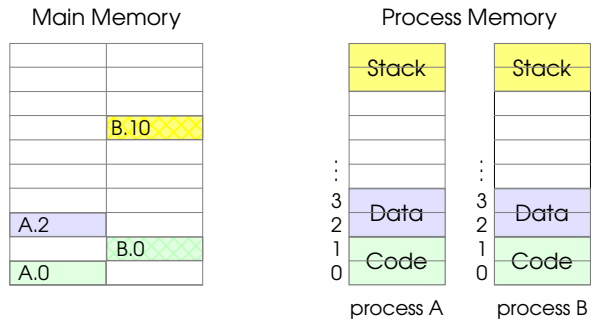 Main Memory
Process Memory
B.10
A.2
B.0
A.0
Stack
⋮
3
2
1
0
Data
Code
process A
Stack
⋮
3
2
1
0
Data
Code
process B